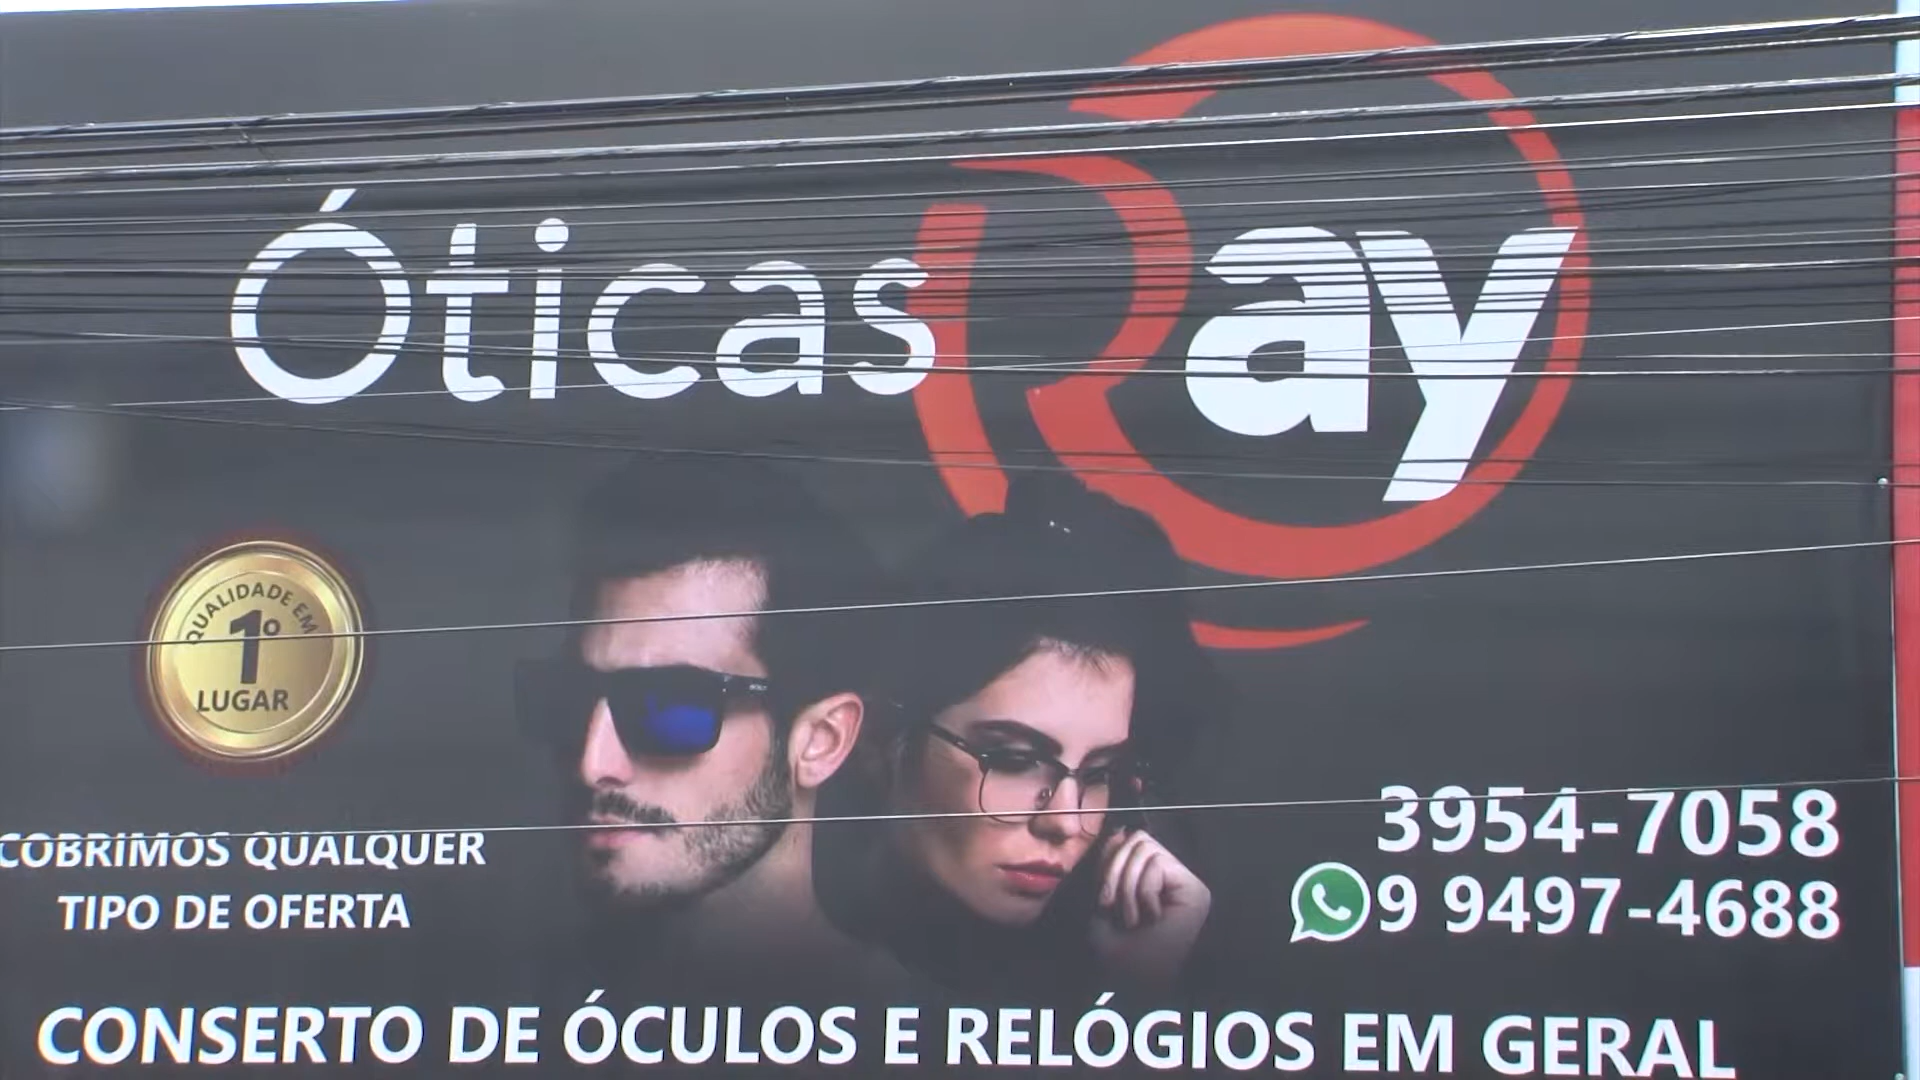 Óticas Ray
QUALIDADE EM
1º
LUGAR
COBRIMOS QUALQUER
TIPO DE OFERTA
3954-7058
9 9497-4688
CONSERTO DE ÓCULOS E RELÓGIOS EM GERAL